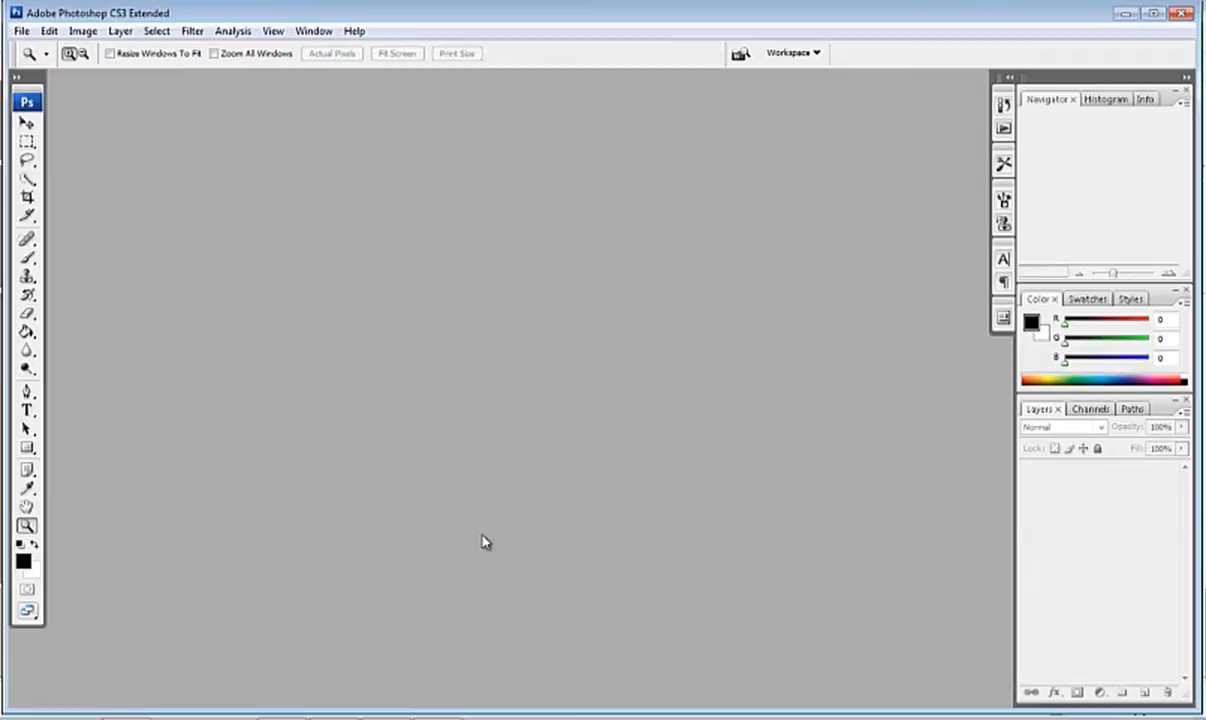 Adobe Photoshop CS3 Extended
File Edit Image Layer Select Filter Analysis View Window Help
Resize Windows To Fit Zoom All Windows Actual Pixels Fit Screen Print Size Workspace
Ps
Navigator Histogram Info
Color Swatches Styles
R 0
G 0
B 0
Layers Channels Paths
Normal Opacity: 100%
Lock: Fill: 100%
T
A
fx